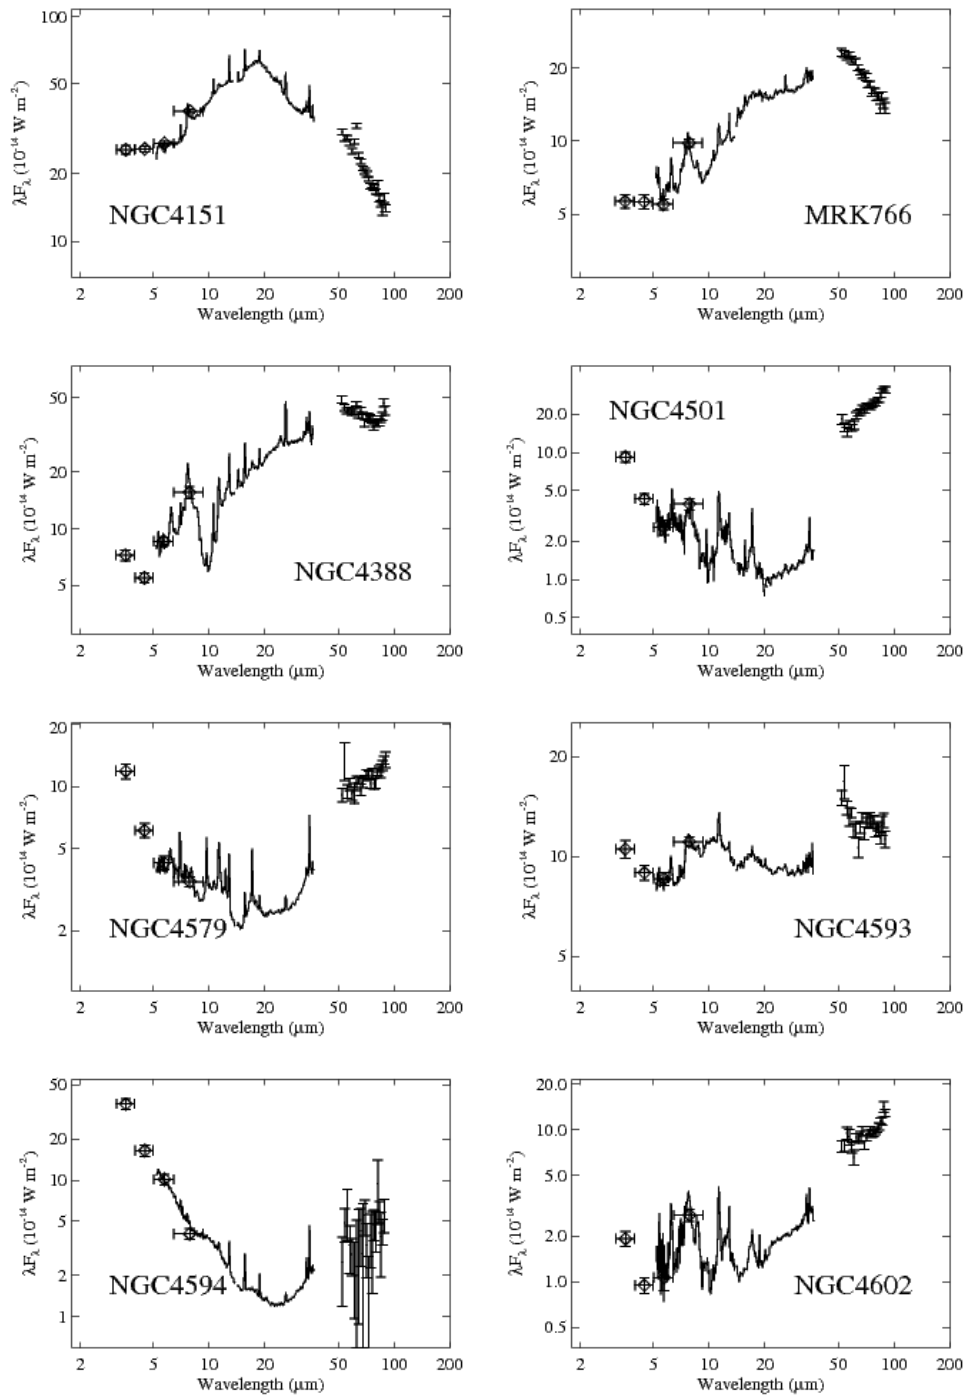 100
50
20
10
λFλ (10⁻¹⁴ W m⁻²)
NGC4151
2 5 10 20 50 100 200
Wavelength (μm)
20
10
5
λFλ (10⁻¹⁴ W m⁻²)
MRK766
2 5 10 20 50 100 200
Wavelength (μm)
50
20
10
5
λFλ (10⁻¹⁴ W m⁻²)
NGC4388
2 5 10 20 50 100 200
Wavelength (μm)
NGC4501
20.0
10.0
5.0
2.0
1.0
0.5
λFλ (10⁻¹⁴ W m⁻²)
2 5 10 20 50 100 200
Wavelength (μm)
20
10
5
2
λFλ (10⁻¹⁴ W m⁻²)
NGC4579
2 5 10 20 50 100 200
Wavelength (μm)
20
10
5
λFλ (10⁻¹⁴ W m⁻²)
NGC4593
2 5 10 20 50 100 200
Wavelength (μm)
50
20
10
5
2
1
λFλ (10⁻¹⁴ W m⁻²)
NGC4594
2 5 10 20 50 100 200
Wavelength (μm)
20.0
10.0
5.0
2.0
1.0
0.5
λFλ (10⁻¹⁴ W m⁻²)
NGC4602
2 5 10 20 50 100 200
Wavelength (μm)